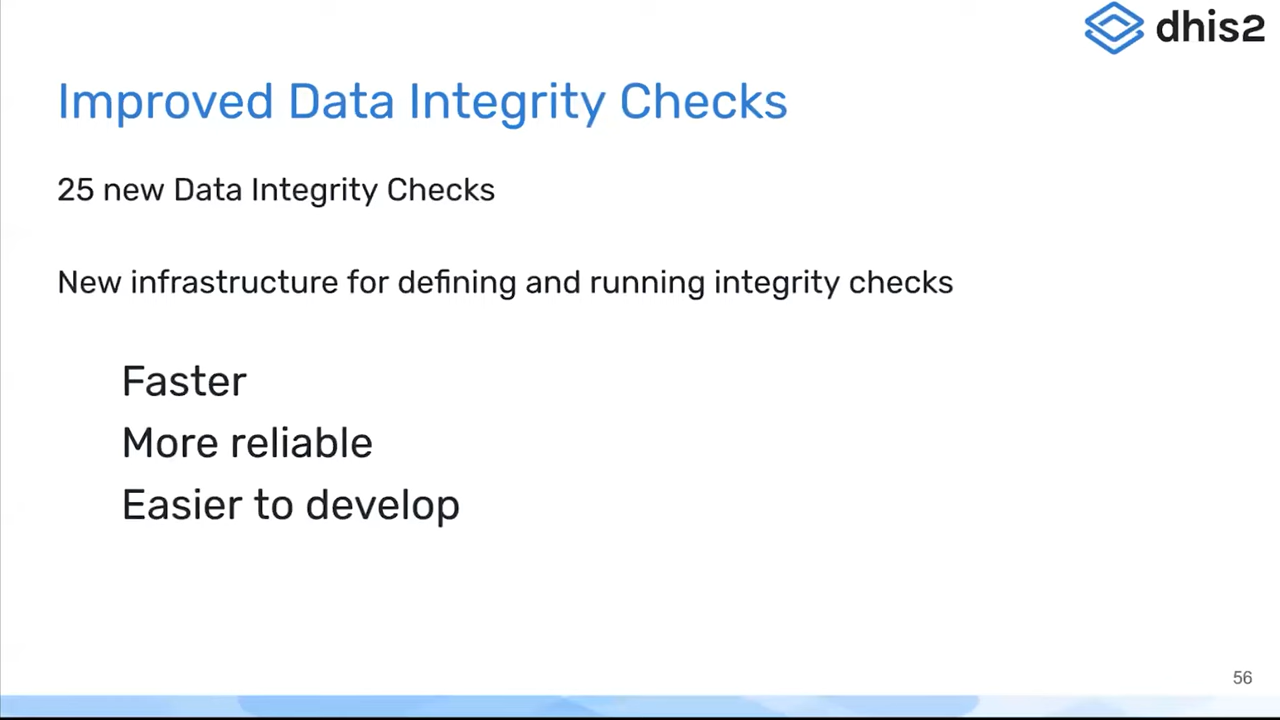 dhis2
Improved Data Integrity Checks
25 new Data Integrity Checks
New infrastructure for defining and running integrity checks
Faster
More reliable
Easier to develop
56